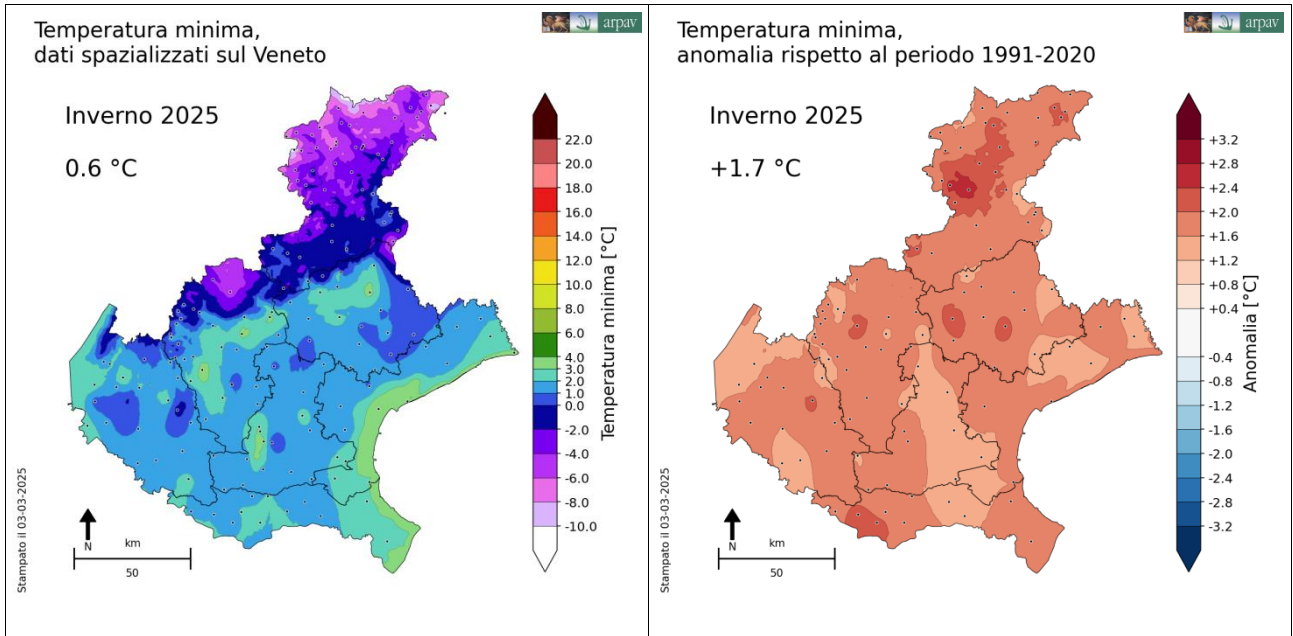 Temperatura minima,
dati spazializzati sul Veneto
arpav
Inverno 2025
0.6 °C
22.0
20.0
18.0
16.0
14.0
12.0
10.0
8.0
6.0
4.0
3.0
2.0
1.0
0.0
-2.0
-4.0
-6.0
-8.0
-10.0
Temperatura minima [°C]
Stampato il 03-03-2025
N
km
50
Temperatura minima,
anomalia rispetto al periodo 1991-2020
arpav
Inverno 2025
+1.7 °C
+3.2
+2.8
+2.4
+2.0
+1.6
+1.2
+0.8
+0.4
-0.4
-0.8
-1.2
-1.6
-2.0
-2.4
-2.8
-3.2
Anomalia [°C]
Stampato il 03-03-2025
N
km
50